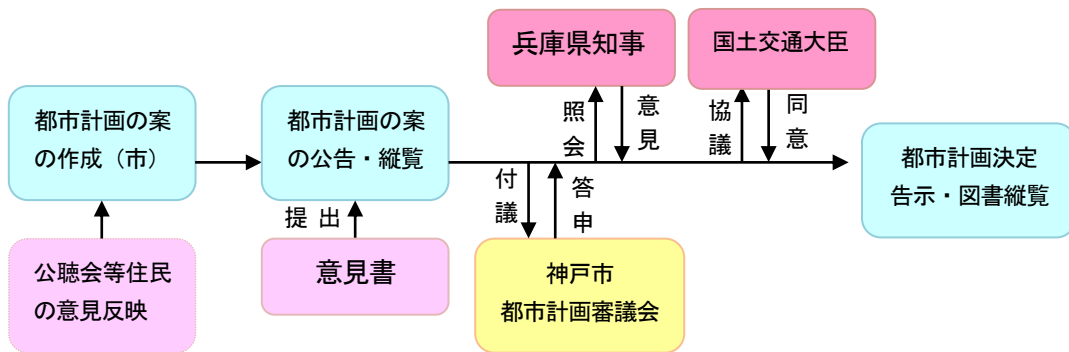 兵庫県知事
国土交通大臣
照会
意見
協議
同意
都市計画の案
の作成（市）
都市計画の案
の公告・縦覧
都市計画決定
告示・図書縦覧
提出
付議
答申
公聴会等住民
の意見反映
意見書
神戸市
都市計画審議会